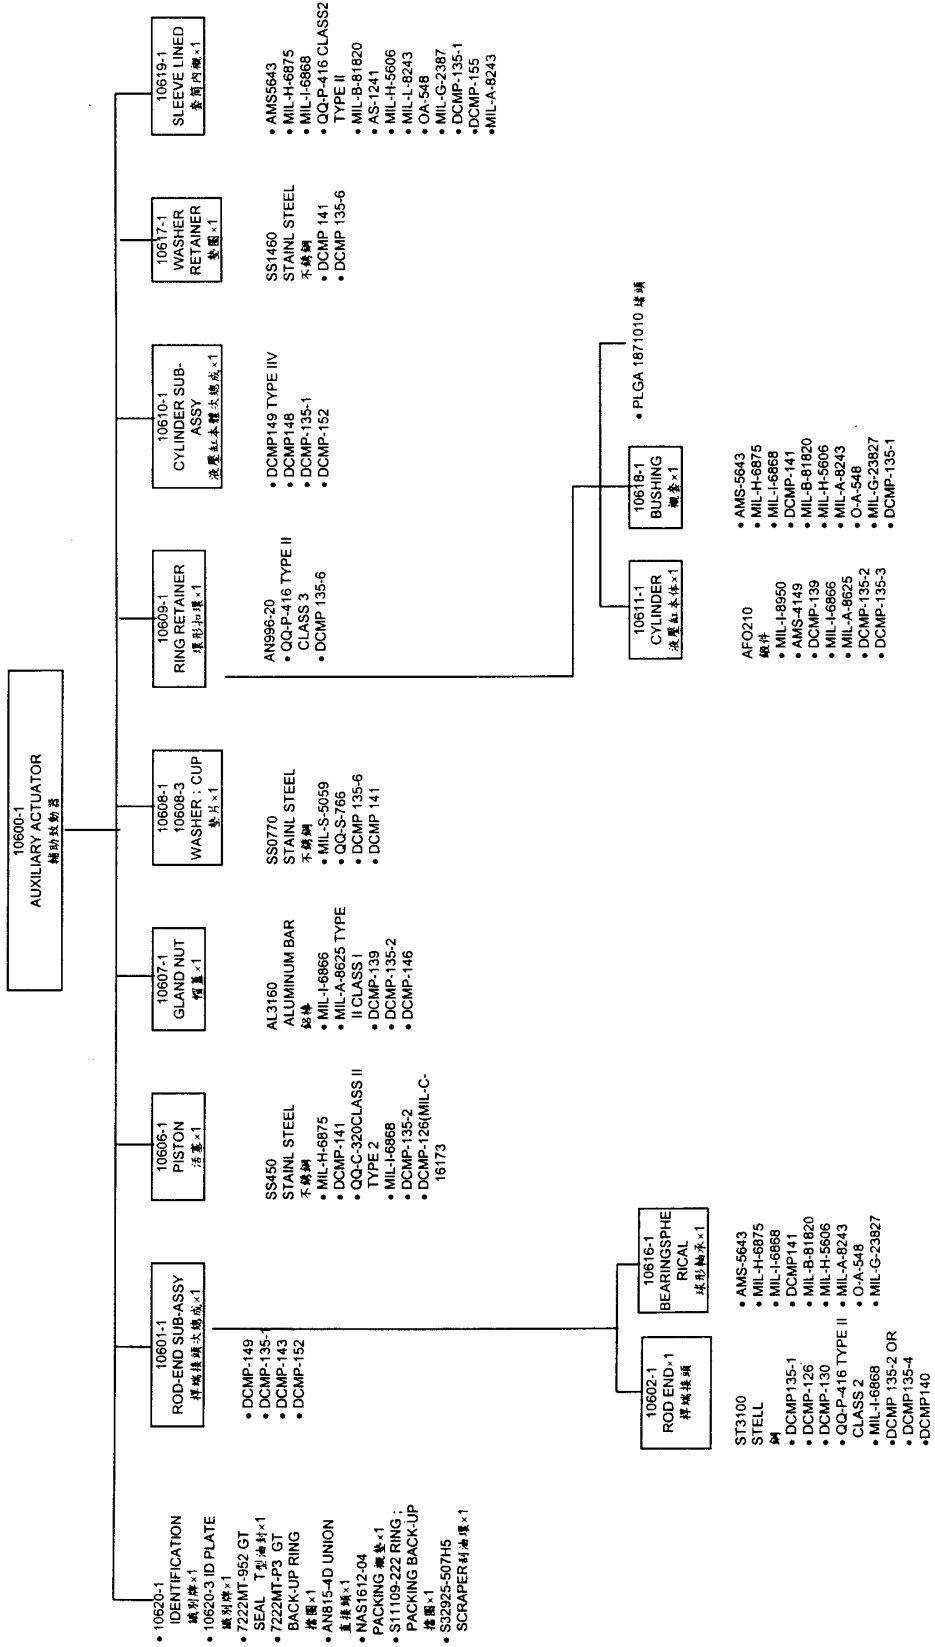 10600-1
AUXILIARY ACTUATOR
輔助致動器
• 10620-1
IDENTIFICATION
識別牌×1
• 10620-3 ID PLATE
識別牌×1
• 7222MT-952 GT
SEAL T型油封×1
• 7222MT-P3 GT
BACK-UP RING
擋圈×1
• AN815-4D UNION
直接頭×1
• NAS1612-04
PACKING 襯墊×1
• S11109-222 RING ;
PACKING BACK-UP
擋圈×1
• S32925-507H5
SCRAPER刮油環×1
10601-1
ROD-END SUB-ASSY
桿端接頭次總成×1
• DCMP-149
• DCMP-135-1
• DCMP-143
• DCMP-152
10602-1
ROD END×1
桿端接頭
ST3100
STELL
鋼
• DCMP135-1
• DCMP-126
• DCMP-130
• QQ-P-416 TYPE II
CLASS 2
• MIL-I-6868
•DCMP 135-2 OR
• DCMP135-4
•DCMP140
10616-1
BEARINGSPHE
RICAL
球形軸承×1
• AMS-5643
• MIL-H-6875
• MIL-I-6868
• DCMP141
• MIL-B-81820
• MIL-H-5606
• MIL-A-8243
• O-A-548
• MIL-G-23827
10606-1
PISTON
活塞×1
SS450
STAINL STEEL
不銹鋼
• MIL-H-6875
• DCMP-141
• QQ-C-320CLASS II
TYPE 2
• MIL-I-6868
• DCMP-135-2
• DCMP-126(MIL-C-
16173
10607-1
GLAND NUT
帽蓋×1
AL3160
ALUMINUM BAR
鋁棒
• MIL-I-6866
• MIL-A-8625 TYPE
II CLASS I
• DCMP-139
• DCMP-135-2
• DCMP-146
10608-1
10608-3
WASHER ; CUP
墊片×1
SS0770
STAINL STEEL
不銹鋼
• MIL-S-5059
• QQ-S-766
• DCMP 135-6
• DCMP 141
10609-1
RING RETAINER
環形扣環×1
AN996-20
• QQ-P-416 TYPE II
CLASS 3
• DCMP 135-6
10610-1
CYLINDER SUB-
ASSY
液壓缸本體次總成×1
• DCMP149 TYPE IIV
• DCMP148
• DCMP-135-1
• DCMP-152
10611-1
CYLINDER
液壓缸本体×1
AFO210
鍛件
• MIL-I-8950
• AMS-4149
• DCMP-139
• MIL-I-6866
• MIL-A-8625
• DCMP-135-2
• DCMP-135-3
10618-1
BUSHING
襯套×1
• AMS-5643
• MIL-H-6875
• MIL-I-6868
• DCMP-141
• MIL-B-81820
• MIL-H-5606
• MIL-A-8243
• O-A-548
• MIL-G-23827
• DCMP-135-1
• PLGA 1871010 堵頭
10617-1
WASHER
RETAINER
墊圈×1
SS1460
STAINL STEEL
不銹鋼
• DCMP 141
• DCMP 135-6
10619-1
SLEEVE LINED
套筒內襯×1
• AMS5643
• MIL-H-6875
• MIL-I-6868
• QQ-P-416 CLASS2
TYPE II
• MIL-B-81820
• AS-1241
• MIL-H-5606
• MIL-L-8243
• OA-548
• MIL-G-2387
• DCMP-135-1
•DCMP-155
•MIL-A-8243